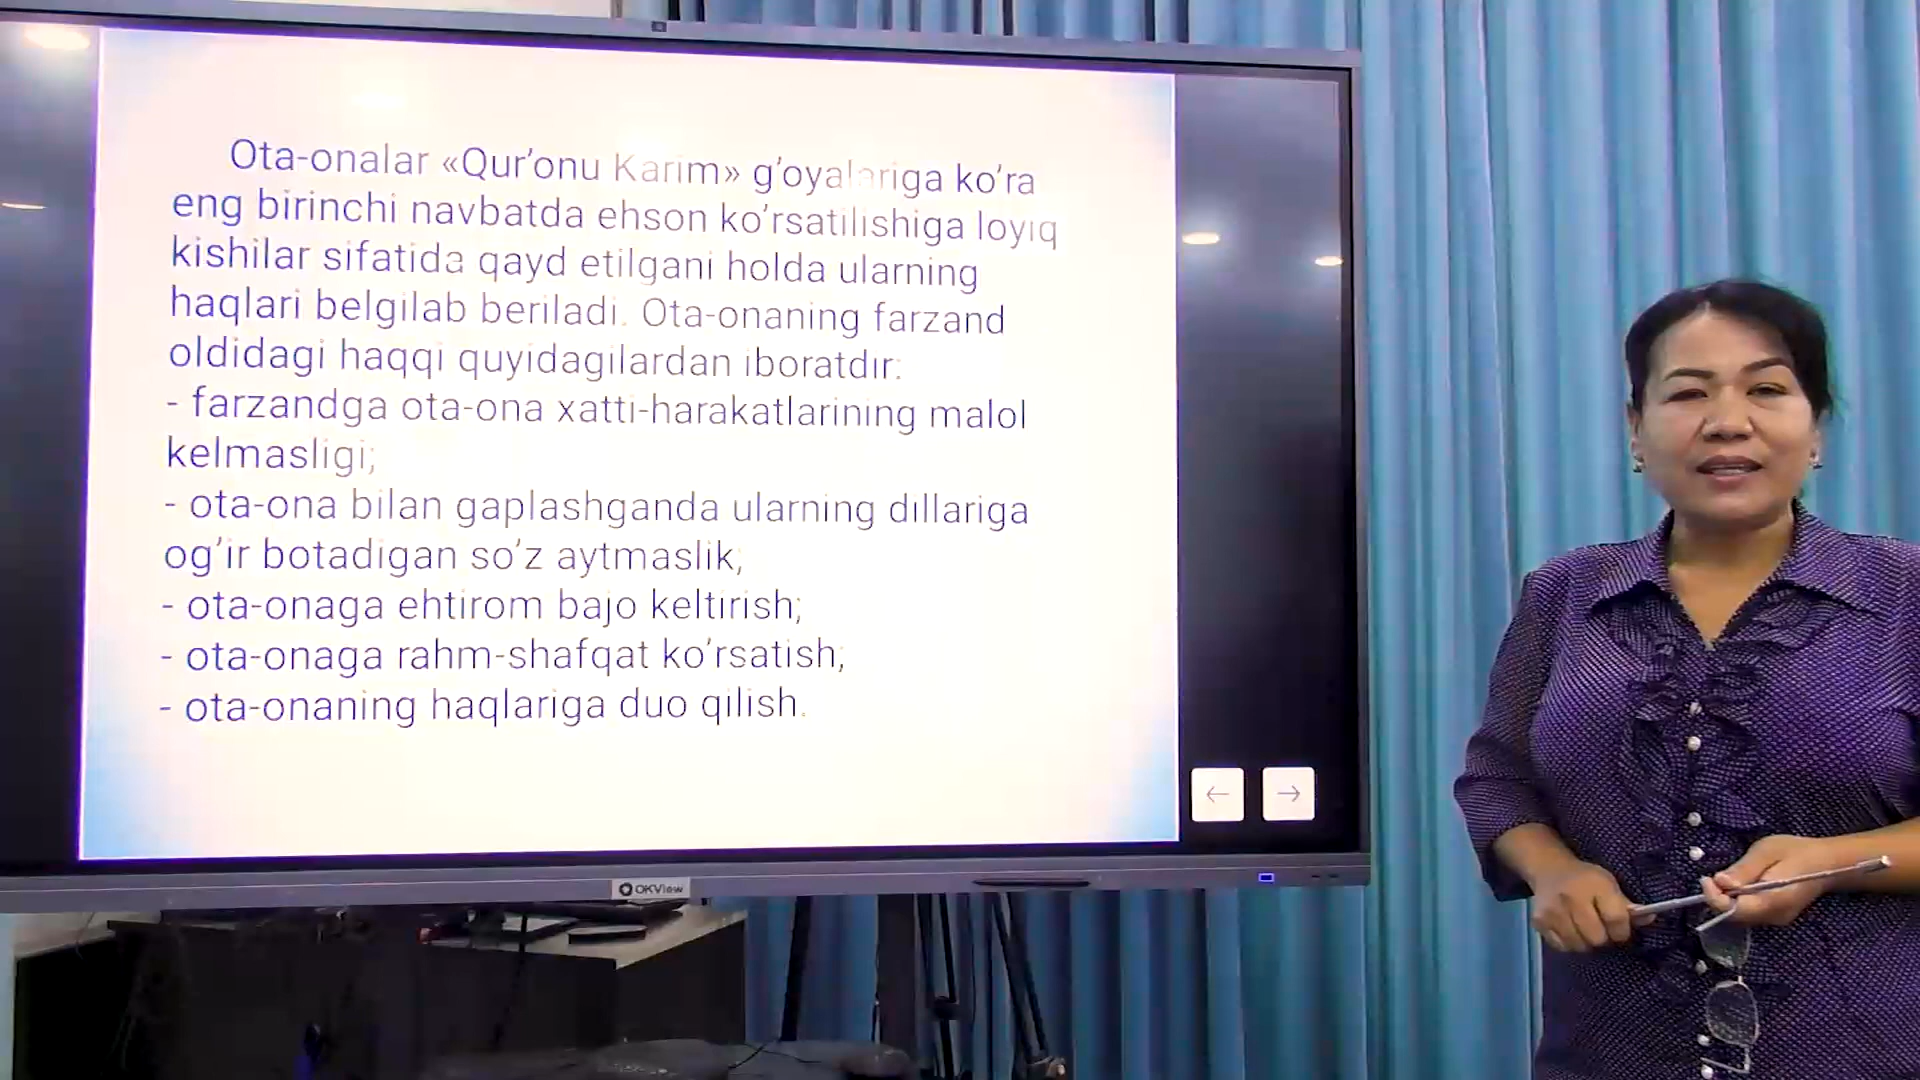 Ota-onalar «Qur’onu Karim» g’oyalariga ko’ra
eng birinchi navbatda ehson ko’rsatilishiga loyiq
kishilar sifatida qayd etilgani holda ularning
haqlari belgilab beriladi. Ota-onaning farzand
oldidagi haqqi quyidagilardan iboratdir:
- farzandga ota-ona xatti-harakatlarining malol
kelmasligi;
- ota-ona bilan gaplashganda ularning dillariga
og’ir botadigan so’z aytmaslik;
- ota-onaga ehtirom bajo keltirish;
- ota-onaga rahm-shafqat ko’rsatish;
- ota-onaning haqlariga duo qilish.
OKView